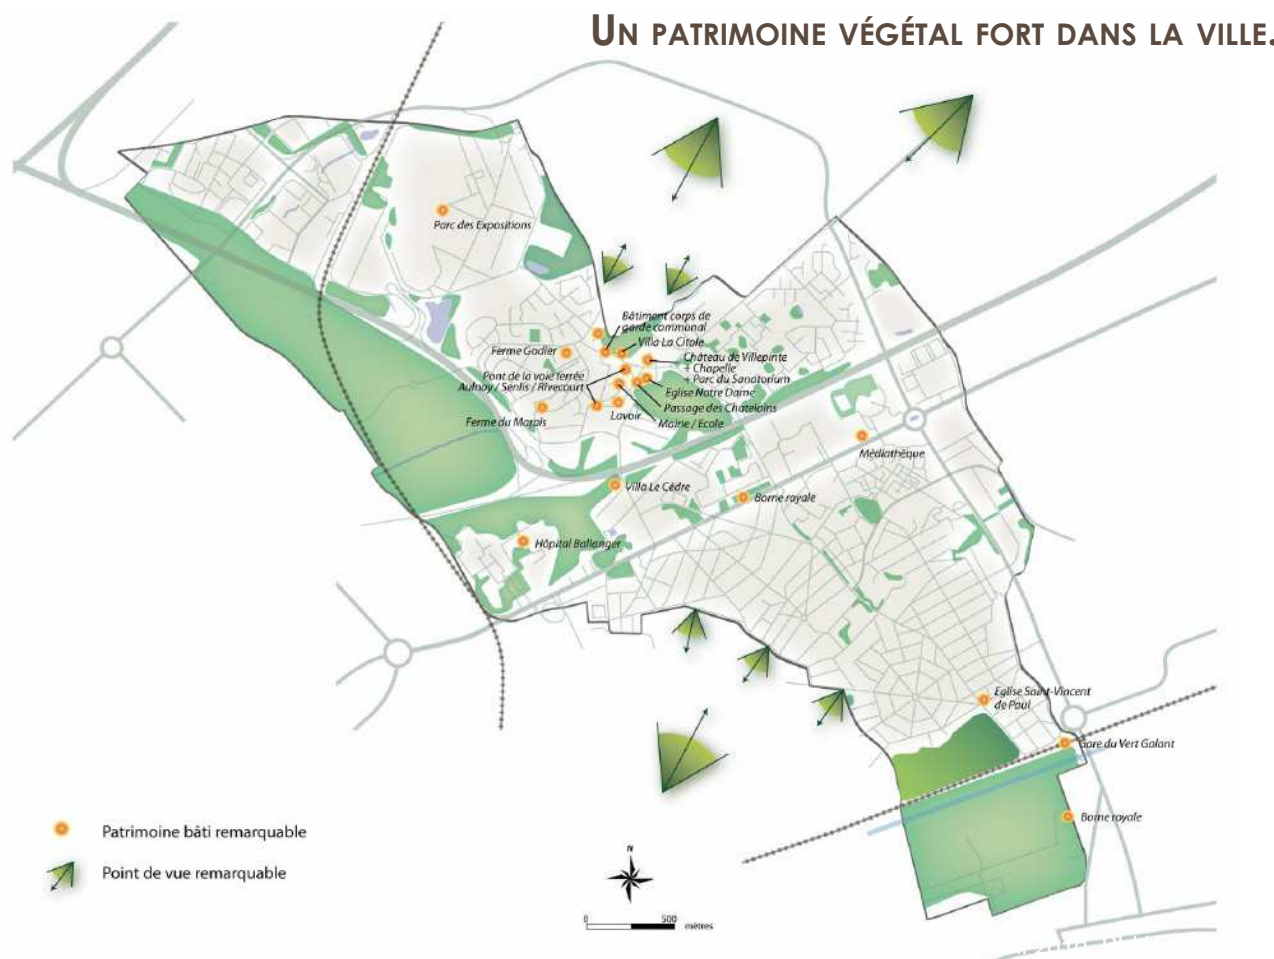 UN PATRIMOINE VÉGÉTAL FORT DANS LA VILLE.
Parc des Expositions
Bâtiment corps de
garde communal
Villa La Citole
Ferme Godier
Château de Villepinte
+ Chapelle
+ Parc du Sanatorium
Pont de la voie ferrée
Aulnay / Senlis / Rivecourt
Eglise Notre Dame
Passage des Chatelains
Lavoir
Mairie / Ecole
Ferme du Marais
Médiathèque
Villa Le Cèdre
Borne royale
Hôpital Ballanger
Eglise Saint-Vincent
de Paul
Gare du Vert Galant
Borne royale
Patrimoine bâti remarquable
Point de vue remarquable
N
0 500
mètres